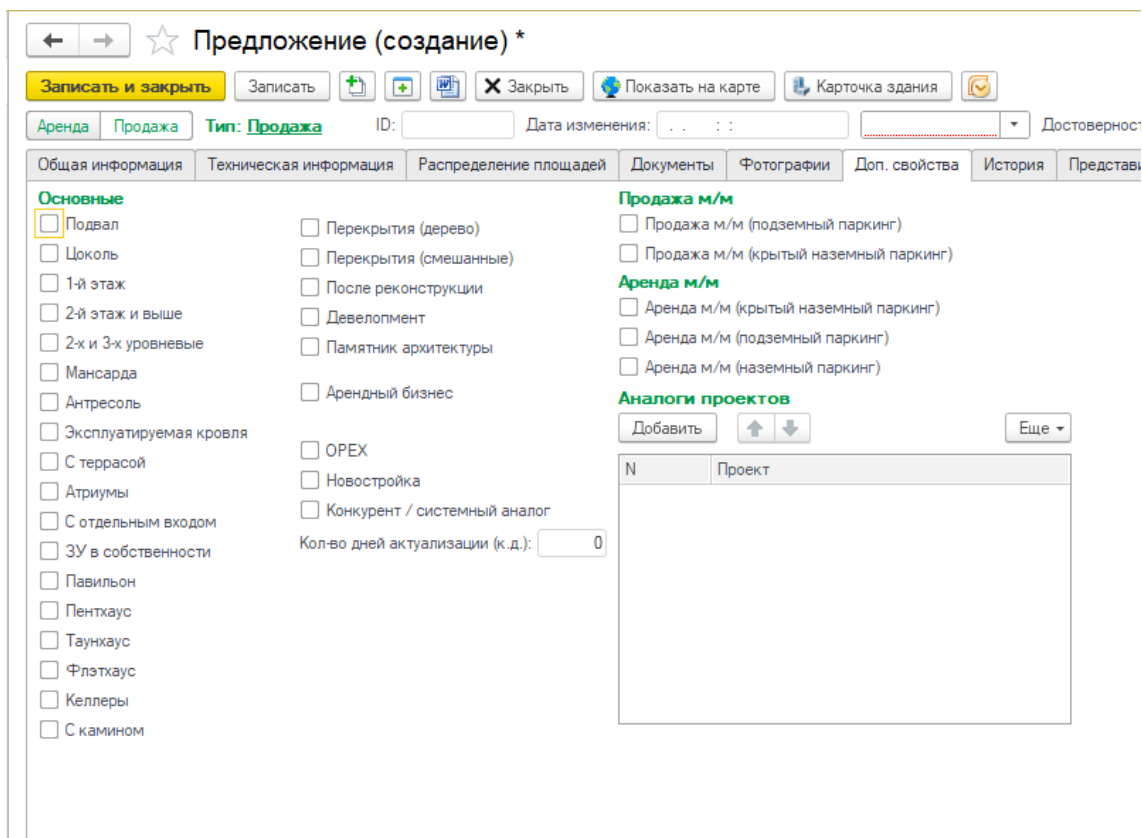 Предложение (создание) *
Записать и закрыть Записать Закрыть Показать на карте Карточка здания
Аренда Продажа Тип: Продажа ID: Дата изменения: . . : : Достоверност
Общая информация Техническая информация Распределение площадей Документы Фотографии Доп. свойства История Представи
Основные
Подвал
Цоколь
1-й этаж
2-й этаж и выше
2-х и 3-х уровневые
Мансарда
Антресоль
Эксплуатируемая кровля
С террасой
Атриумы
С отдельным входом
ЗУ в собственности
Павильон
Пентхаус
Таунхаус
Флэтхаус
Келлеры
С камином
Перекрытия (дерево)
Перекрытия (смешанные)
После реконструкции
Девелопмент
Памятник архитектуры
Арендный бизнес
OPEX
Новостройка
Конкурент / системный аналог
Кол-во дней актуализации (к.д.): 0
Продажа м/м
Продажа м/м (подземный паркинг)
Продажа м/м (крытый наземный паркинг)
Аренда м/м
Аренда м/м (крытый наземный паркинг)
Аренда м/м (подземный паркинг)
Аренда м/м (наземный паркинг)
Аналоги проектов
Добавить Еще
N Проект